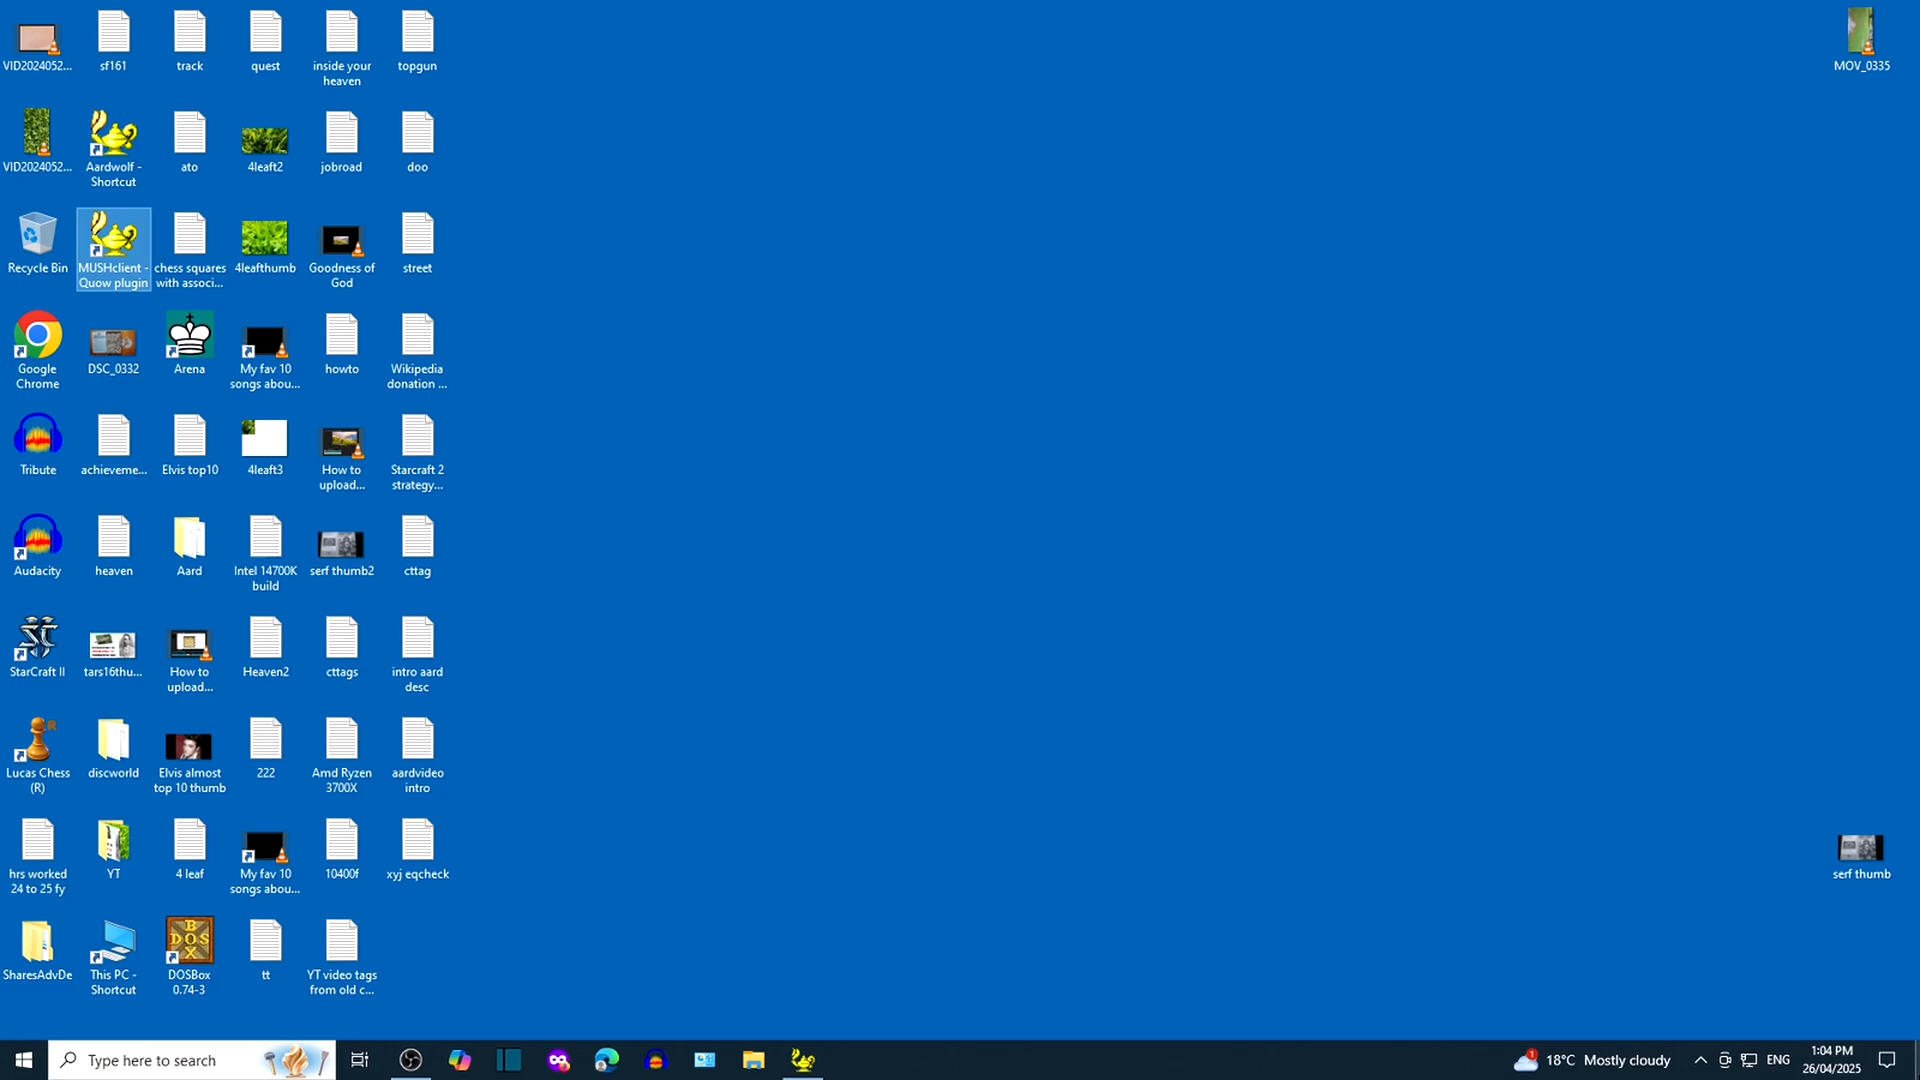 VID2024052...
sf161
track
quest
inside your
heaven
topgun
MOV_0335
VID2024052...
Aardwolf -
Shortcut
ato
4leaft2
jobroad
doo
Recycle Bin
MUSHclient -
Quow plugin
chess squares
with associ...
4leafthumb
Goodness of
God
street
Google
Chrome
DSC_0332
Arena
My fav 10
songs abou...
howto
Wikipedia
donation ...
Tribute
achieveme...
Elvis top10
4leaft3
How to
upload...
Starcraft 2
strategy...
Audacity
heaven
Aard
Intel 14700K
build
serf thumb2
cttag
StarCraft II
tars16thu...
How to
upload...
Heaven2
cttags
intro aard
desc
Lucas Chess
(R)
discworld
Elvis almost
top 10 thumb
222
Amd Ryzen
3700X
aardvideo
intro
hrs worked
24 to 25 fy
YT
4 leaf
My fav 10
songs abou...
10400f
xyj eqcheck
serf thumb
SharesAdvDe
This PC -
Shortcut
DOSBox
0.74-3
tt
YT video tags
from old c...
Type here to search
18°C Mostly cloudy
ENG
1:04 PM
26/04/2025